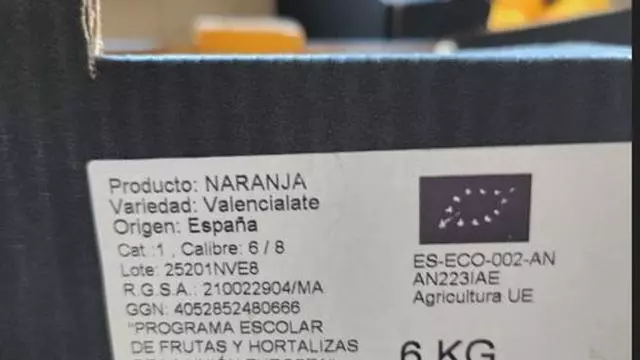 Producto: NARANJA
Variedad: Valencialate
Origen: España
Cat :1 , Calibre: 6 / 8
Lote: 25201NVE8
R.G.S.A.: 210022904/MA
GGN: 4052852480666
"PROGRAMA ESCOLAR
DE FRUTAS Y HORTALIZAS
ES-ECO-002-AN
AN223IAE
Agricultura UE
6 KG